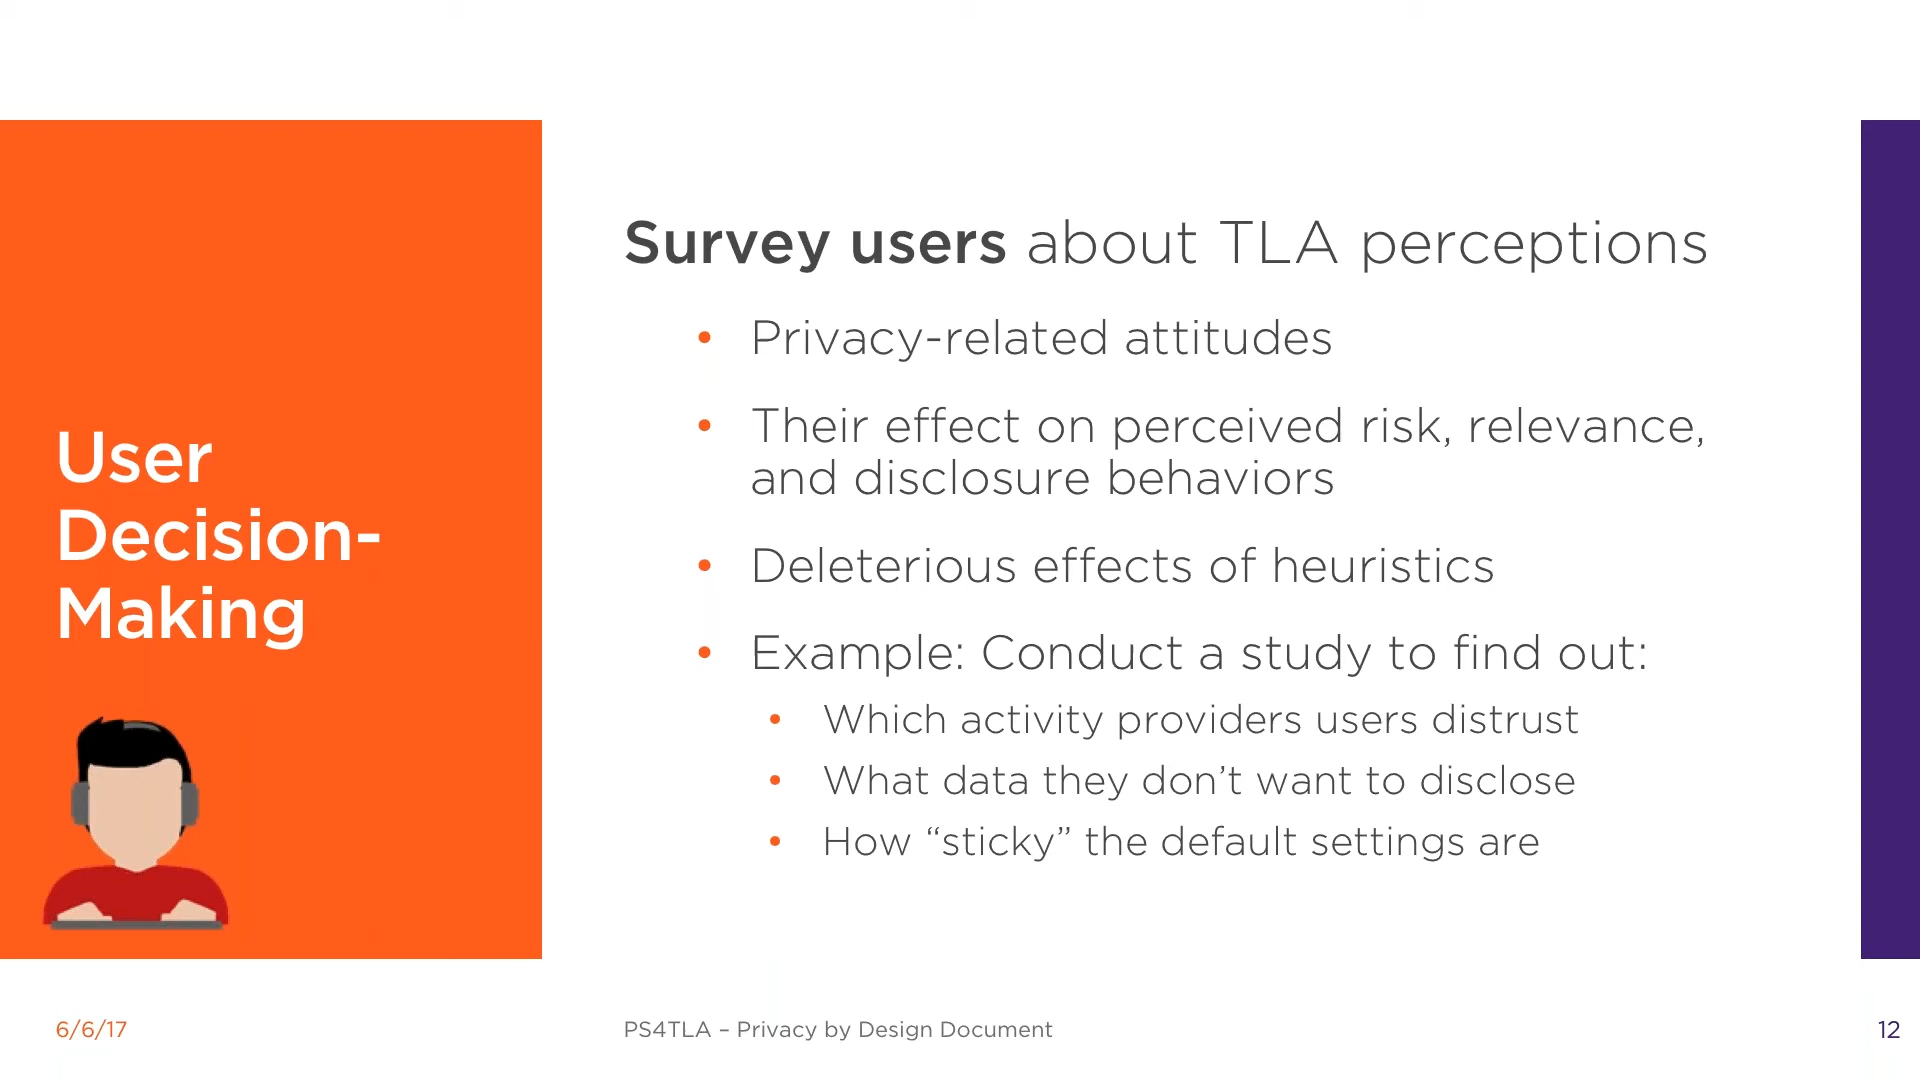 User
Decision-
Making
Survey users about TLA perceptions
• Privacy-related attitudes
• Their effect on perceived risk, relevance,
and disclosure behaviors
• Deleterious effects of heuristics
• Example: Conduct a study to find out:
• Which activity providers users distrust
• What data they don’t want to disclose
• How “sticky” the default settings are
6/6/17
PS4TLA – Privacy by Design Document
12